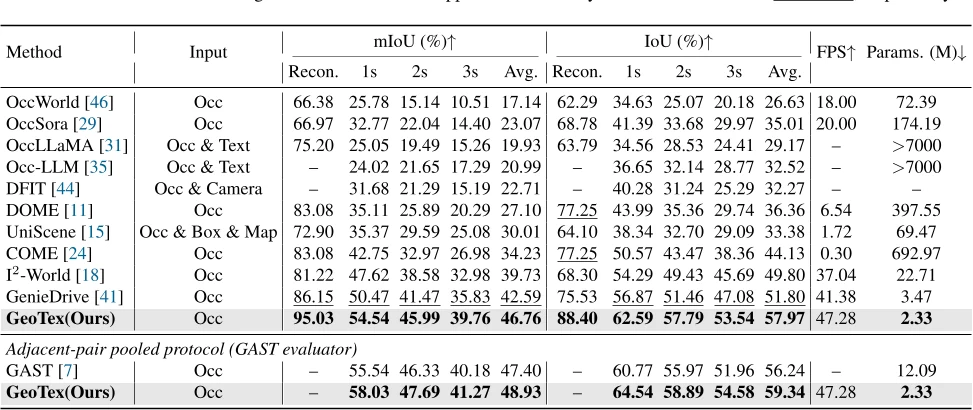 Method Input mIoU (%)↑ IoU (%)↑ FPS↑ Params. (M)↓
Recon. 1s 2s 3s Avg. Recon. 1s 2s 3s Avg.
OccWorld [46] Occ 66.38 25.78 15.14 10.51 17.14 62.29 34.63 25.07 20.18 26.63 18.00 72.39
OccSora [29] Occ 66.97 32.77 22.04 14.40 23.07 68.78 41.39 33.68 29.97 35.01 20.00 174.19
OccLLaMA [31] Occ & Text 75.20 25.05 19.49 15.26 19.93 63.79 34.56 28.53 24.41 29.17 – >7000
Occ-LLM [35] Occ & Text – 24.02 21.65 17.29 20.99 – 36.65 32.14 28.77 32.52 – >7000
DFIT [44] Occ & Camera – 31.68 21.29 15.19 22.71 – 40.28 31.24 25.29 32.27 – –
DOME [11] Occ 83.08 35.11 25.89 20.29 27.10 77.25 43.99 35.36 29.74 36.36 6.54 397.55
UniScene [15] Occ & Box & Map 72.90 35.37 29.59 25.08 30.01 64.10 38.34 32.70 29.09 33.38 1.72 69.47
COME [24] Occ 83.08 42.75 32.97 26.98 34.23 77.25 50.57 43.47 38.36 44.13 0.30 692.97
I²-World [18] Occ 81.22 47.62 38.58 32.98 39.73 68.30 54.29 49.43 45.69 49.80 37.04 22.71
GenieDrive [41] Occ 86.15 50.47 41.47 35.83 42.59 75.53 56.87 51.46 47.08 51.80 41.38 3.47
GeoTex(Ours) Occ 95.03 54.54 45.99 39.76 46.76 88.40 62.59 57.79 53.54 57.97 47.28 2.33
Adjacent-pair pooled protocol (GAST evaluator)
GAST [7] Occ – 55.54 46.33 40.18 47.40 – 60.77 55.97 51.96 56.24 – 12.09
GeoTex(Ours) Occ – 58.03 47.69 41.27 48.93 – 64.54 58.89 54.58 59.34 47.28 2.33